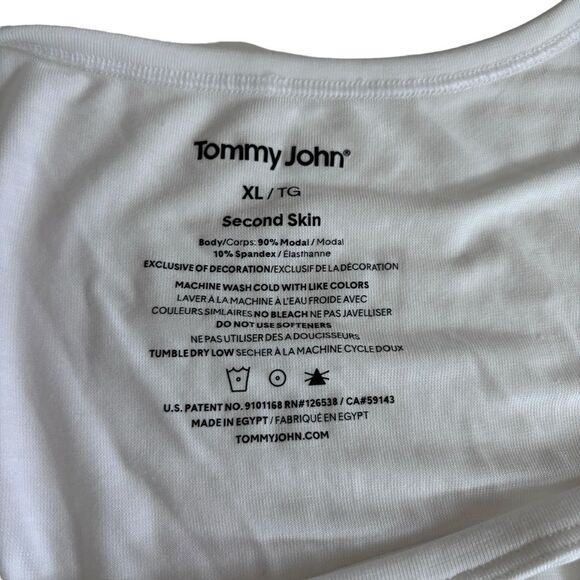 Tommy John®
XL / TG
Second Skin
Body/Corps: 90% Modal / Modal
10% Spandex / Élasthanne
EXCLUSIVE OF DECORATION/EXCLUSIF DE LA DÉCORATION
MACHINE WASH COLD WITH LIKE COLORS
LAVER À LA MACHINE À L'EAU FROIDE AVEC
COULEURS SIMLAIRES NO BLEACH NE PAS JAVELLISER
DO NOT USE SOFTENERS
NE PAS UTILISER DES A DOUCISSEURS
TUMBLE DRY LOW SECHER À LA MACHINE CYCLE DOUX
U.S. PATENT NO. 9101168 RN#126538 / CA#59143
MADE IN EGYPT / FABRIQUÉ EN EGYPT
TOMMYJOHN.COM